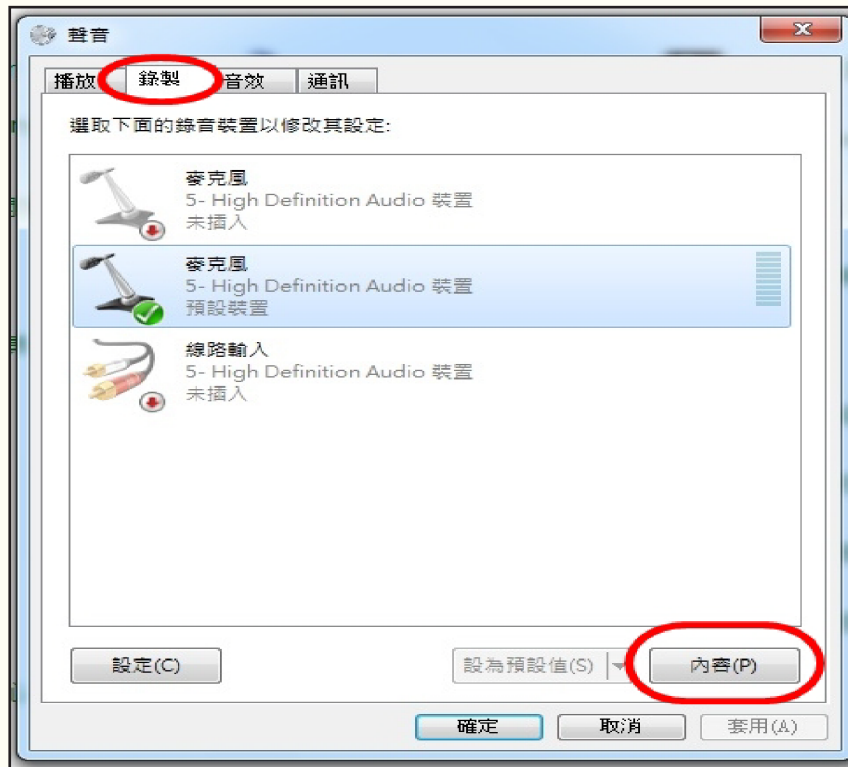 聲音
播放
錄製
音效
通訊
選取下面的錄音裝置以修改其設定:
麥克風
5- High Definition Audio 裝置
未插入
麥克風
5- High Definition Audio 裝置
預設裝置
線路輸入
5- High Definition Audio 裝置
未插入
設定(C)
設為預設值(S)
內容(P)
確定
取消
套用(A)